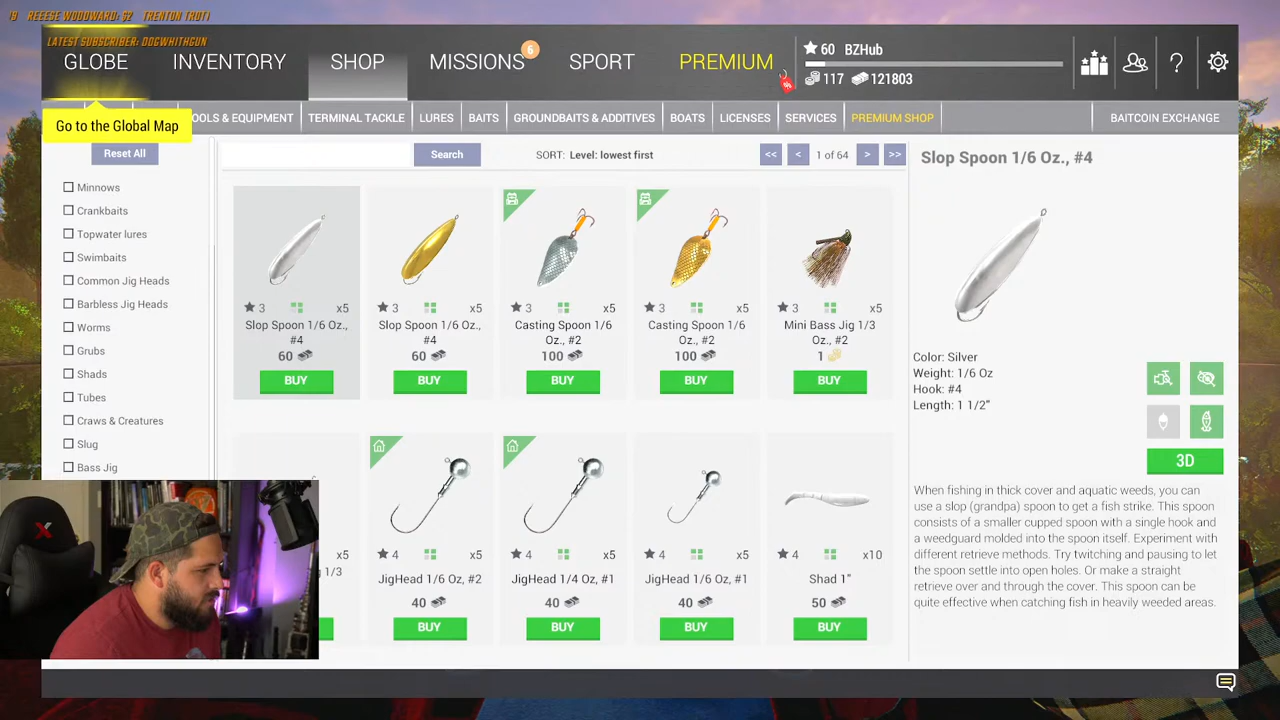 REEESE WOODWARD: $2 TRENTON TROT1
LATEST SUBSCRIBER: DOGWHITHGUN
GLOBE
INVENTORY
SHOP
MISSIONS
6
SPORT
PREMIUM
60 BZHub
117 121803
Go to the Global Map
OOLS & EQUIPMENT
TERMINAL TACKLE
LURES
BAITS
GROUNDBAITS & ADDITIVES
BOATS
LICENSES
SERVICES
PREMIUM SHOP
BAITCOIN EXCHANGE
Reset All
Search
SORT: Level: lowest first
<< < 1 of 64 > >>
Minnows
Crankbaits
Topwater lures
Swimbaits
Common Jig Heads
Barbless Jig Heads
Worms
Grubs
Shads
Tubes
Craws & Creatures
Slug
Bass Jig
3 x5
Slop Spoon 1/6 Oz.,
#4
60
BUY
3 x5
Slop Spoon 1/6 Oz.,
#4
60
BUY
3 x5
Casting Spoon 1/6
Oz., #2
100
BUY
3 x5
Casting Spoon 1/6
Oz., #2
100
BUY
3 x5
Mini Bass Jig 1/3
Oz., #2
1
BUY
x5
1/3
4 x5
JigHead 1/6 Oz, #2
40
BUY
4 x5
JigHead 1/4 Oz, #1
40
BUY
4 x5
JigHead 1/6 Oz, #1
40
BUY
4 x10
Shad 1"
50
BUY
Slop Spoon 1/6 Oz., #4
Color: Silver
Weight: 1/6 Oz
Hook: #4
Length: 1 1/2"
3D
When fishing in thick cover and aquatic weeds, you can
use a slop (grandpa) spoon to get a fish strike. This spoon
consists of a smaller cupped spoon with a single hook and
a weedguard molded into the spoon itself. Experiment with
different retrieve methods. Try twitching and pausing to let
the spoon settle into open holes. Or make a straight
retrieve over and through the cover. This spoon can be
quite effective when catching fish in heavily weeded areas.